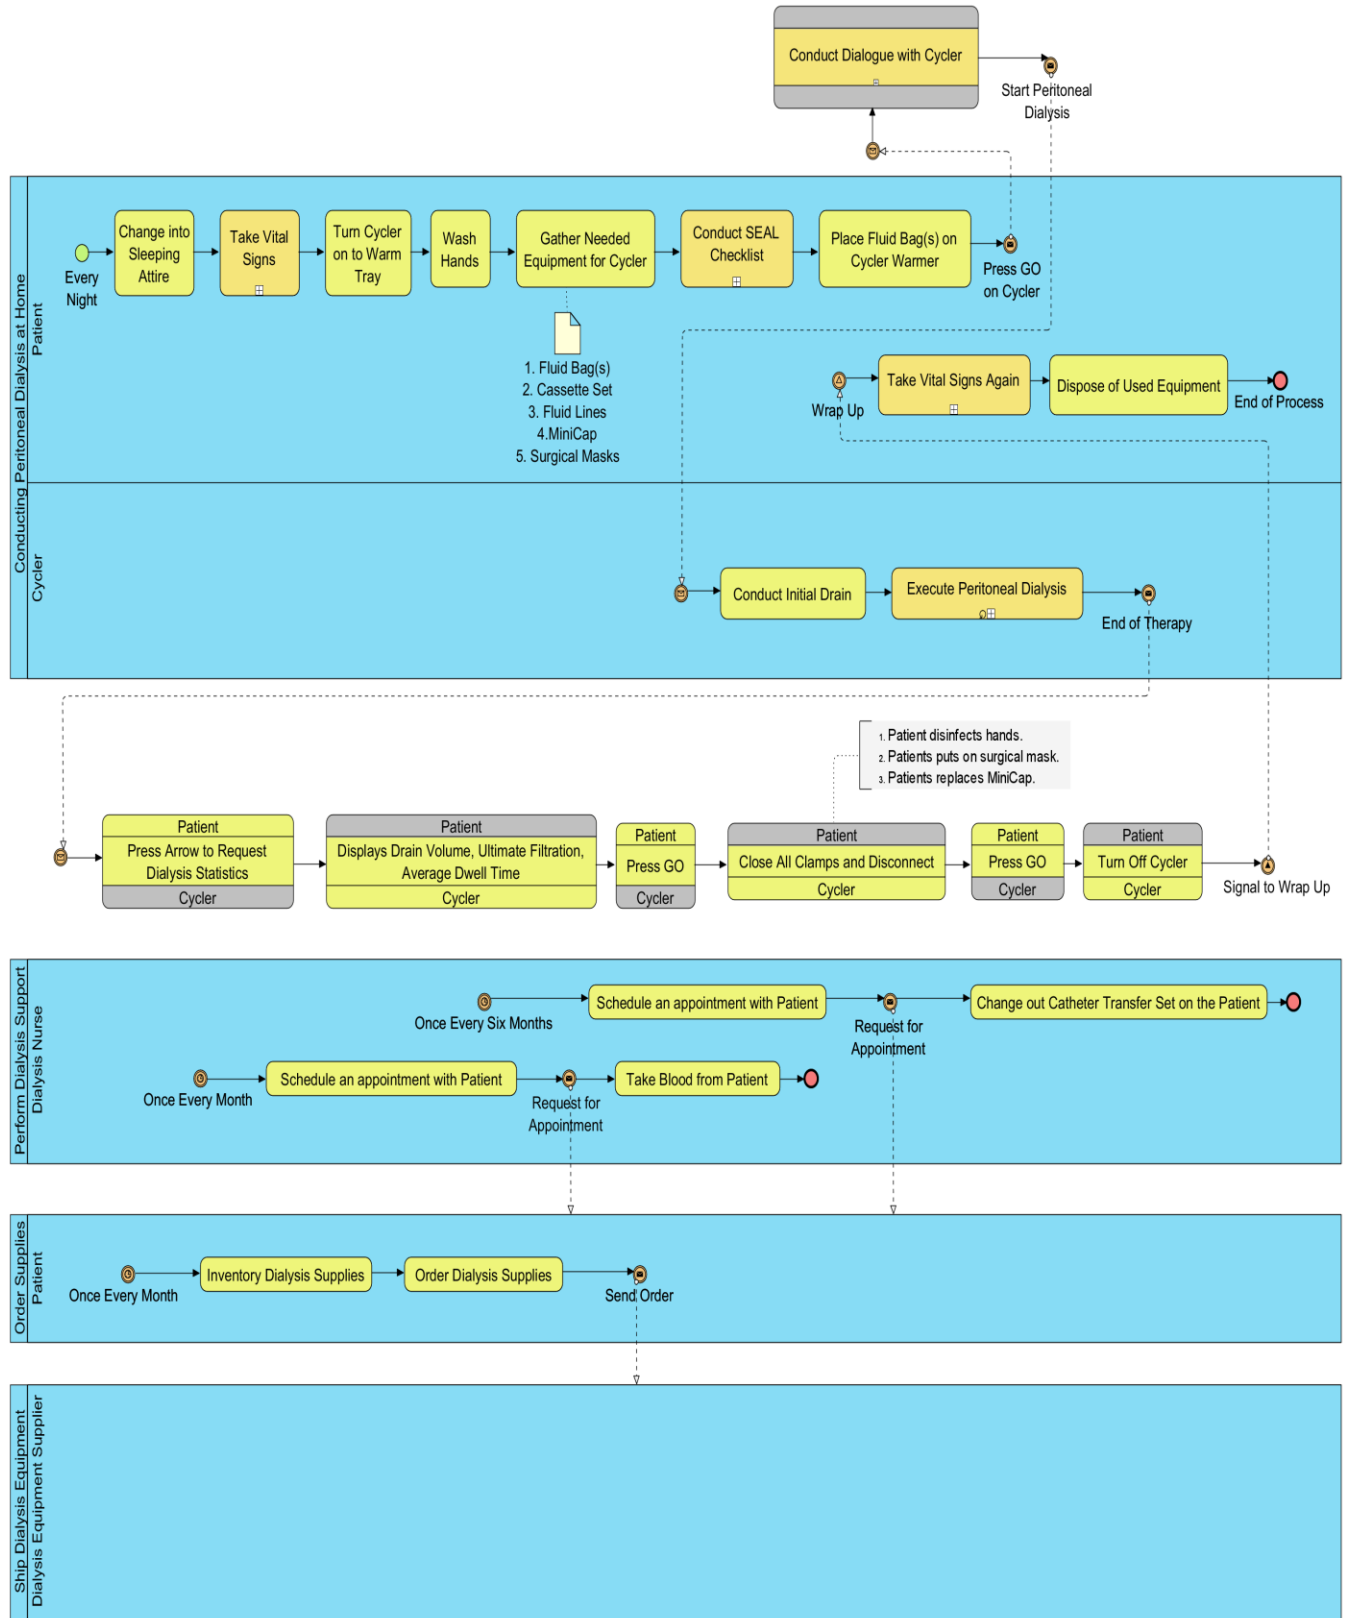 Conduct Dialogue with Cycler
Start Peritoneal
Dialysis
Conducting Peritoneal Dialysis at Home
Patient
Every
Night
Change into
Sleeping
Attire
Take Vital
Signs
Turn Cycler
on to Warm
Tray
Wash
Hands
Gather Needed
Equipment for Cycler
Conduct SEAL
Checklist
Place Fluid Bag(s) on
Cycler Warmer
Press GO
on Cycler
1. Fluid Bag(s)
2. Cassette Set
3. Fluid Lines
4.MiniCap
5. Surgical Masks
Wrap Up
Take Vital Signs Again
Dispose of Used Equipment
End of Process
Cycler
Conduct Initial Drain
Execute Peritoneal Dialysis
End of Therapy
1. Patient disinfects hands.
2. Patients puts on surgical mask.
3. Patients replaces MiniCap.
Patient
Press Arrow to Request
Dialysis Statistics
Cycler
Patient
Displays Drain Volume, Ultimate Filtration,
Average Dwell Time
Cycler
Patient
Press GO
Cycler
Patient
Close All Clamps and Disconnect
Cycler
Patient
Press GO
Cycler
Patient
Turn Off Cycler
Cycler
Signal to Wrap Up
Perform Dialysis Support
Dialysis Nurse
Once Every Six Months
Schedule an appointment with Patient
Request for
Appointment
Change out Catheter Transfer Set on the Patient
Once Every Month
Schedule an appointment with Patient
Request for
Appointment
Take Blood from Patient
Order Supplies
Patient
Once Every Month
Inventory Dialysis Supplies
Order Dialysis Supplies
Send Order
Ship Dialysis Equipment
Dialysis Equipment Supplier